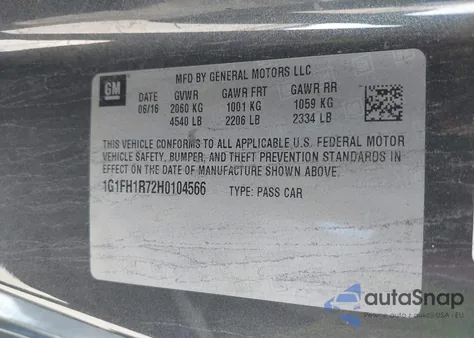 GM
MFD BY GENERAL MOTORS LLC
DATE GVWR GAWR FRT GAWR RR
06/16 2060 KG 1001 KG 1059 KG
4540 LB 2206 LB 2334 LB
THIS VEHICLE CONFORMS TO ALL APPLICABLE U.S. FEDERAL MOTOR
VEHICLE SAFETY, BUMPER, AND THEFT PREVENTION STANDARDS
IN EFFECT ON THE DATE OF MANUFACTURE SHOWN ABOVE.
1G1FH1R72H0104566 TYPE: PASS CAR
autoSnap